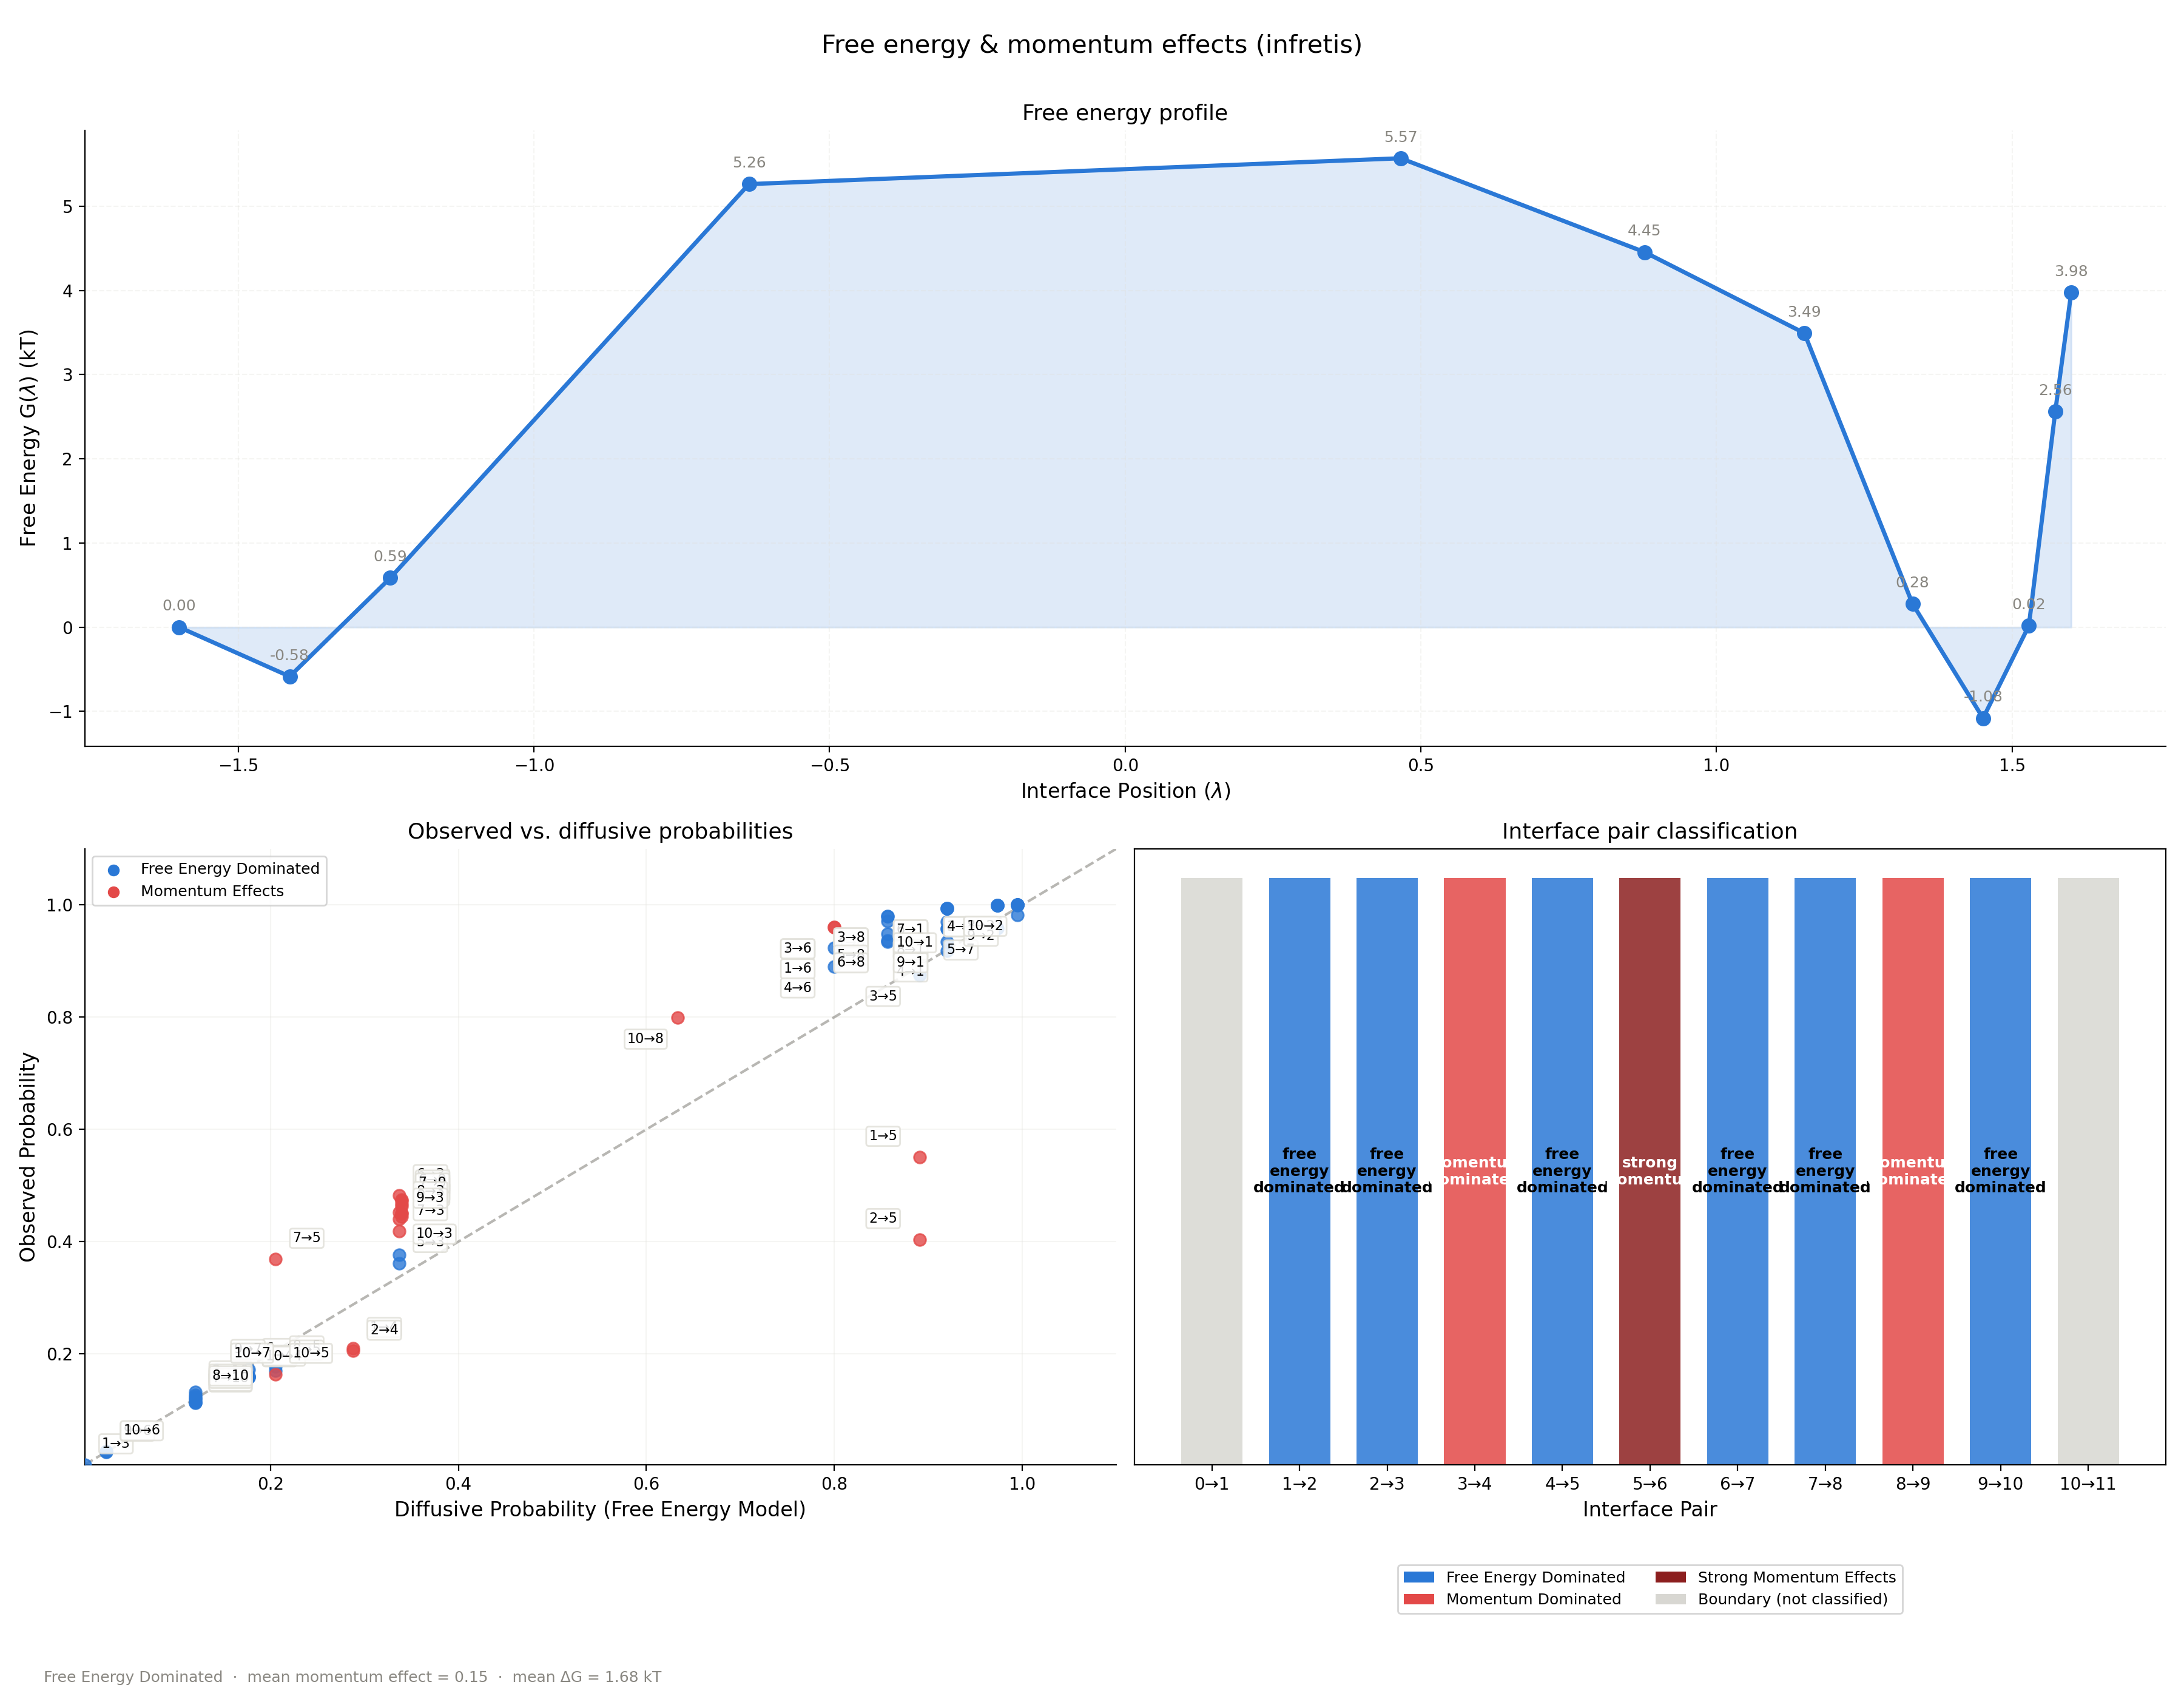 Free energy & momentum effects (infretis)
Free energy profile
Free Energy G(λ) (kT)
5
4
3
2
1
0
−1
0.00
-0.58
0.59
5.26
5.57
4.45
3.49
0.28
-1.08
0.02
2.56
3.98
−1.5
−1.0
−0.5
0.0
0.5
1.0
1.5
Interface Position (λ)
Observed vs. diffusive probabilities
Free Energy Dominated
Momentum Effects
Observed Probability
1.0
0.8
0.6
0.4
0.2
3→6
1→6
4→6
3→8
6→8
7→1
10→1
9→1
3→5
10→2
5→7
10→8
1→5
2→5
9→3
7→3
10→3
7→5
2→4
10→7
10→5
8→10
10→6
1→3
0.2
0.4
0.6
0.8
1.0
Diffusive Probability (Free Energy Model)
Interface pair classification
free
energy
dominated
free
energy
dominated
free
energy
dominated
strong
free
energy
dominated
free
energy
dominated
free
energy
dominated
0→1
1→2
2→3
3→4
4→5
5→6
6→7
7→8
8→9
9→10
10→11
Interface Pair
Free Energy Dominated
Momentum Dominated
Strong Momentum Effects
Boundary (not classified)
Free Energy Dominated · mean momentum effect = 0.15 · mean ΔG = 1.68 kT